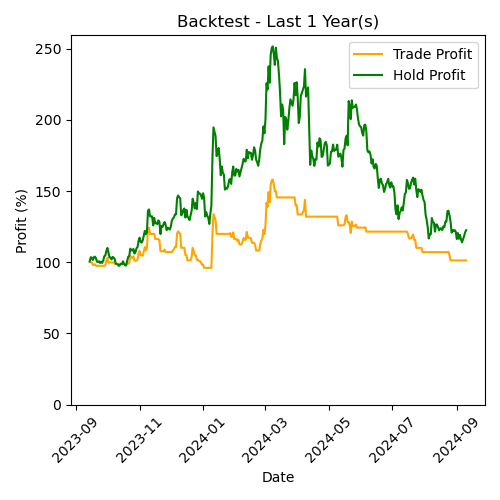 Backtest - Last 1 Year(s)
Trade Profit
Hold Profit
Profit (%)
250
200
150
100
50
0
2023-09
2023-11
2024-01
2024-03
2024-05
2024-07
2024-09
Date